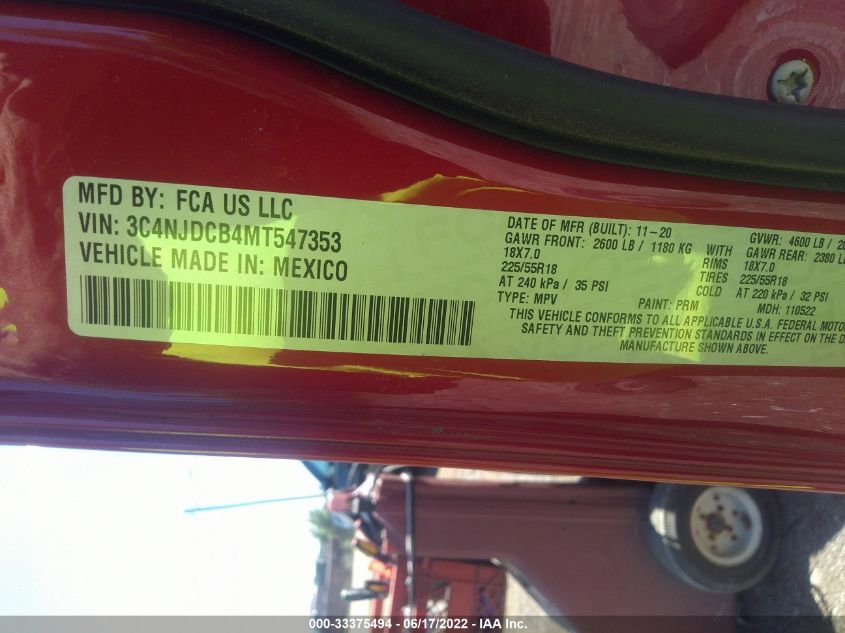 MFD BY: FCA US LLC
VIN: 3C4NJDCB4MT547353
VEHICLE MADE IN: MEXICO
DATE OF MFR (BUILT): 11-20 GVWR: 4600 LB /
GAWR FRONT: 2600 LB / 1180 KG WITH GAWR REAR: 2380 LB
18X7.0 RIMS 18X7.0
225/55R18 TIRES 225/55R18
AT 240 kPa / 35 PSI COLD AT 220 kPa / 32 PSI
TYPE: MPV PAINT: PRM MDH: 110522
THIS VEHICLE CONFORMS TO ALL APPLICABLE U.S.A. FEDERAL MOTOR
SAFETY AND THEFT PREVENTION STANDARDS IN EFFECT ON THE D
MANUFACTURE SHOWN ABOVE.
000-33375494 - 06/17/2022 - IAA Inc.